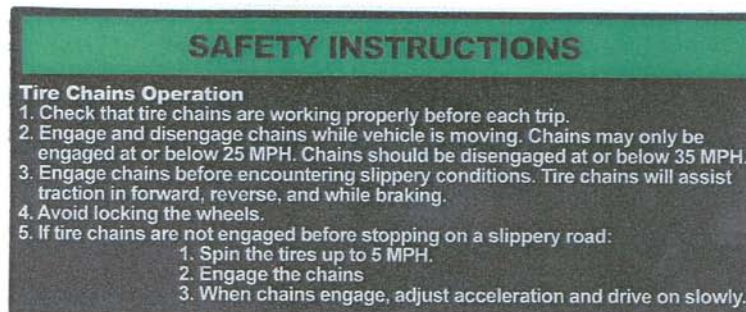 SAFETY INSTRUCTIONS
Tire Chains Operation
1. Check that tire chains are working properly before each trip.
2. Engage and disengage chains while vehicle is moving. Chains may only be
engaged at or below 25 MPH. Chains should be disengaged at or below 35 MPH.
3. Engage chains before encountering slippery conditions. Tire chains will assist
traction in forward, reverse, and while braking.
4. Avoid locking the wheels.
5. If tire chains are not engaged before stopping on a slippery road:
1. Spin the tires up to 5 MPH.
2. Engage the chains
3. When chains engage, adjust acceleration and drive on slowly.